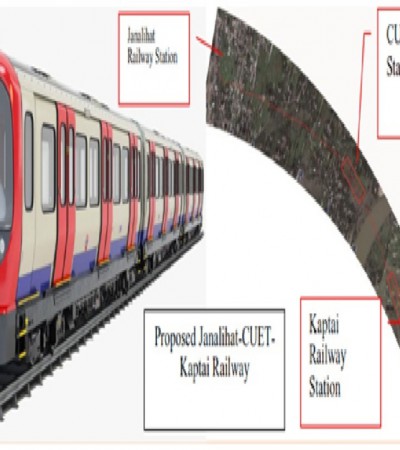 Janalihat
Railway Station
CU
Sta
Proposed Janalihat-CUET-
Kaptai Railway
Kaptai
Railway
Station